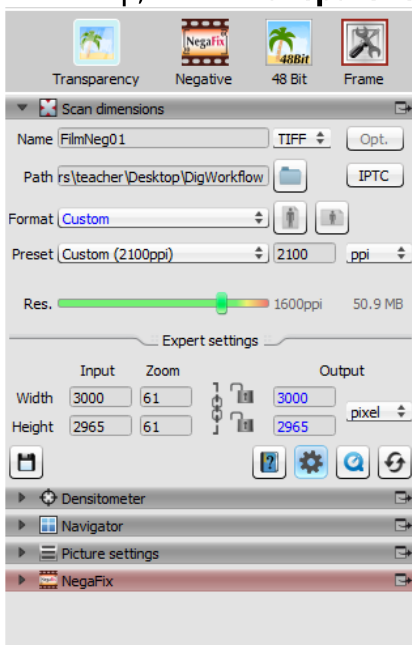 NegaFix
48Bit
Transparency Negative 48 Bit Frame
Scan dimensions
Name FilmNeg01 TIFF Opt.
Path rs\teacher\Desktop\DigWorkflow IPTC
Format Custom
Preset Custom (2100ppi) 2100 ppi
Res. 1600ppi 50.9 MB
Expert settings
Input Zoom Output
Width 3000 61 3000
pixel
Height 2965 61 2965
Densitometer
Navigator
Picture settings
NegaFix